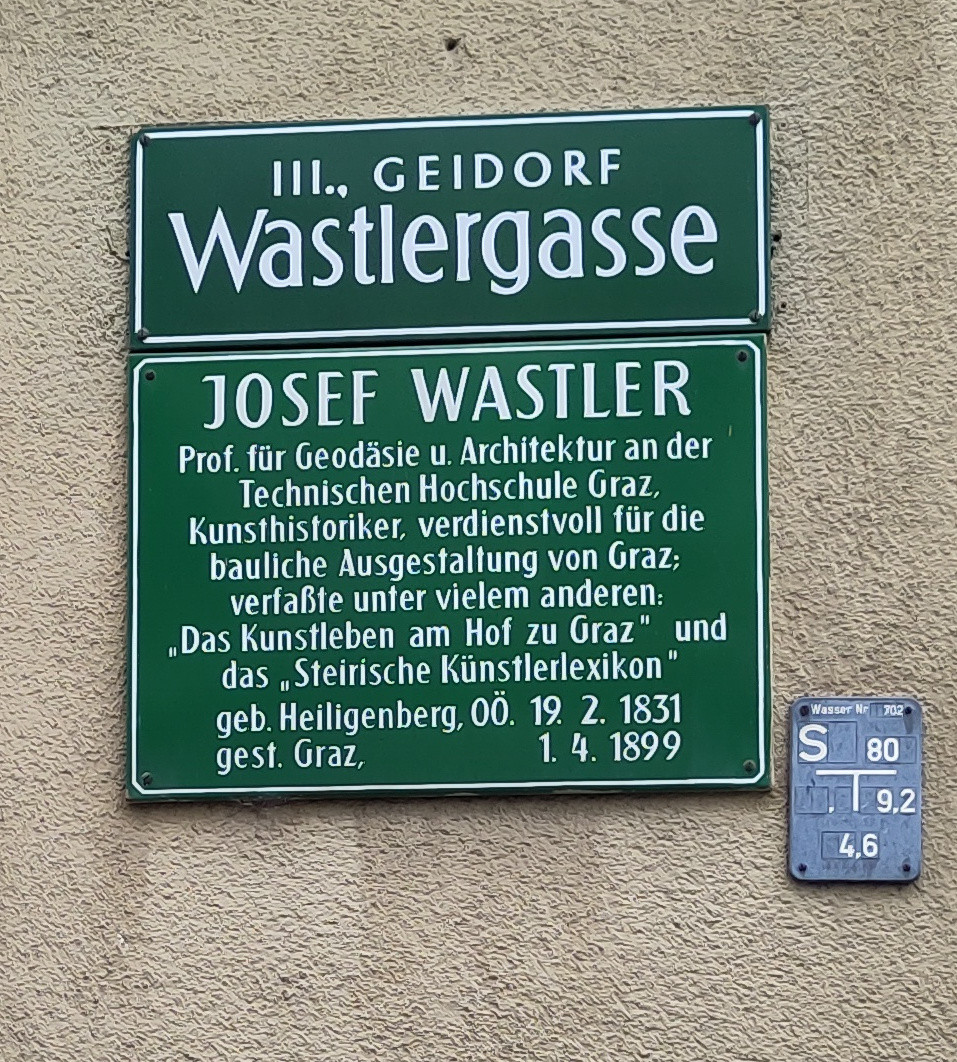 III., GEIDORF
Wastlergasse
JOSEF WASTLER
Prof. für Geodäsie u. Architektur an der
Technischen Hochschule Graz,
Kunsthistoriker, verdienstvoll für die
bauliche Ausgestaltung von Graz;
verfaßte unter vielem anderen:
„Das Kunstleben am Hof zu Graz" und
das „Steirische Künstlerlexikon"
geb. Heiligenberg, OÖ. 19. 2. 1831
gest. Graz, 1. 4. 1899
Wasser Nr 702
S 80
, 9,2
4,6